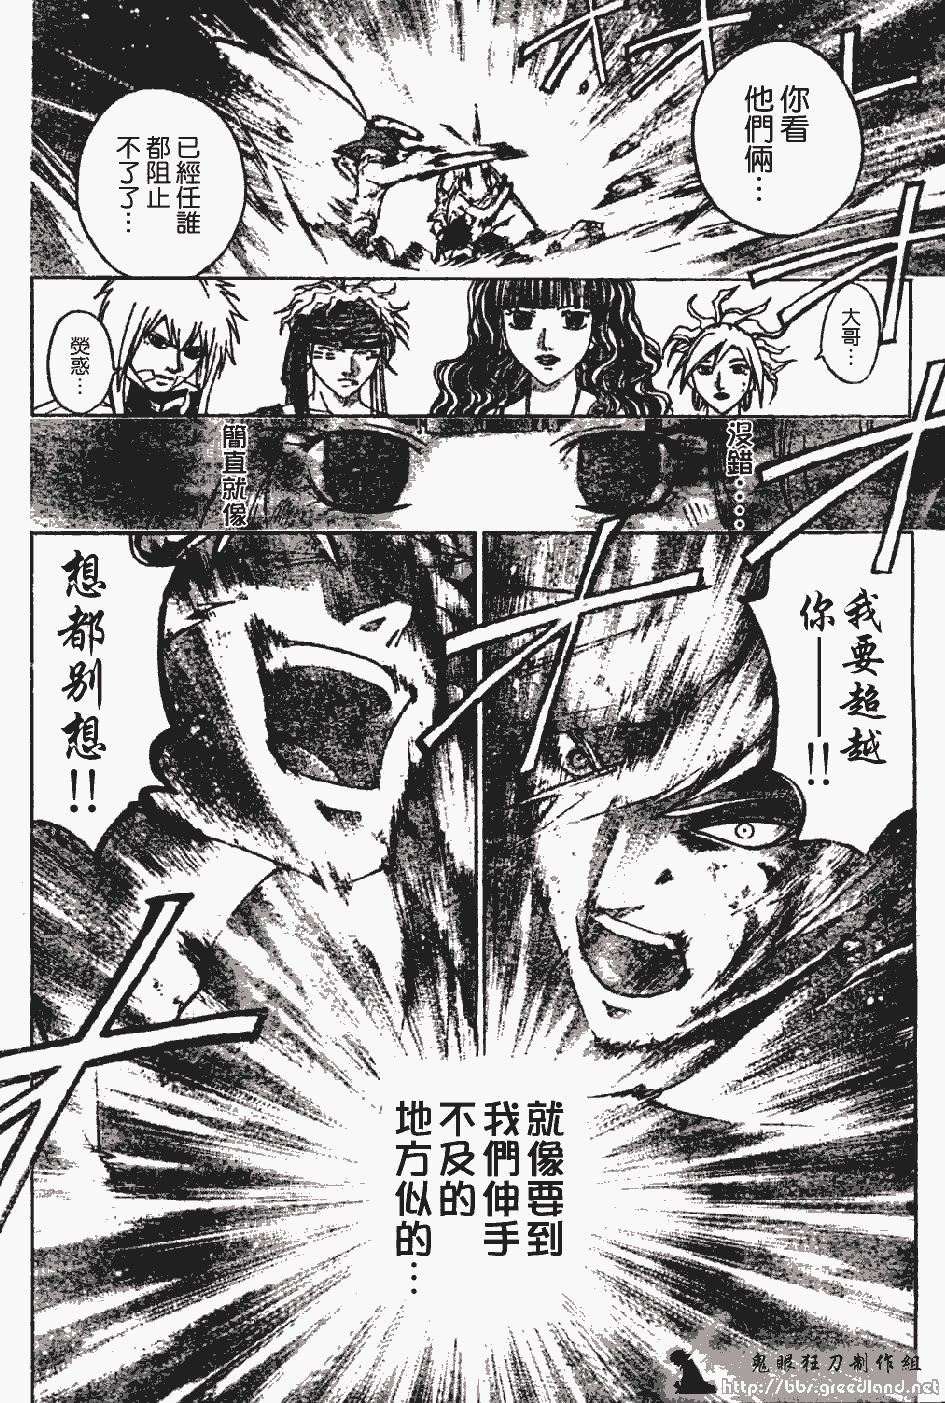 你看
他們倆…
已經任誰
都阻止
不了了…
大哥…
熒惑…
沒錯……
簡直就像
我要超越
你——!!
想都別想!!
就像要到
我們伸手
不及的
地方似的…
鬼眼狂刀制作組
http://bbs.greedland.net